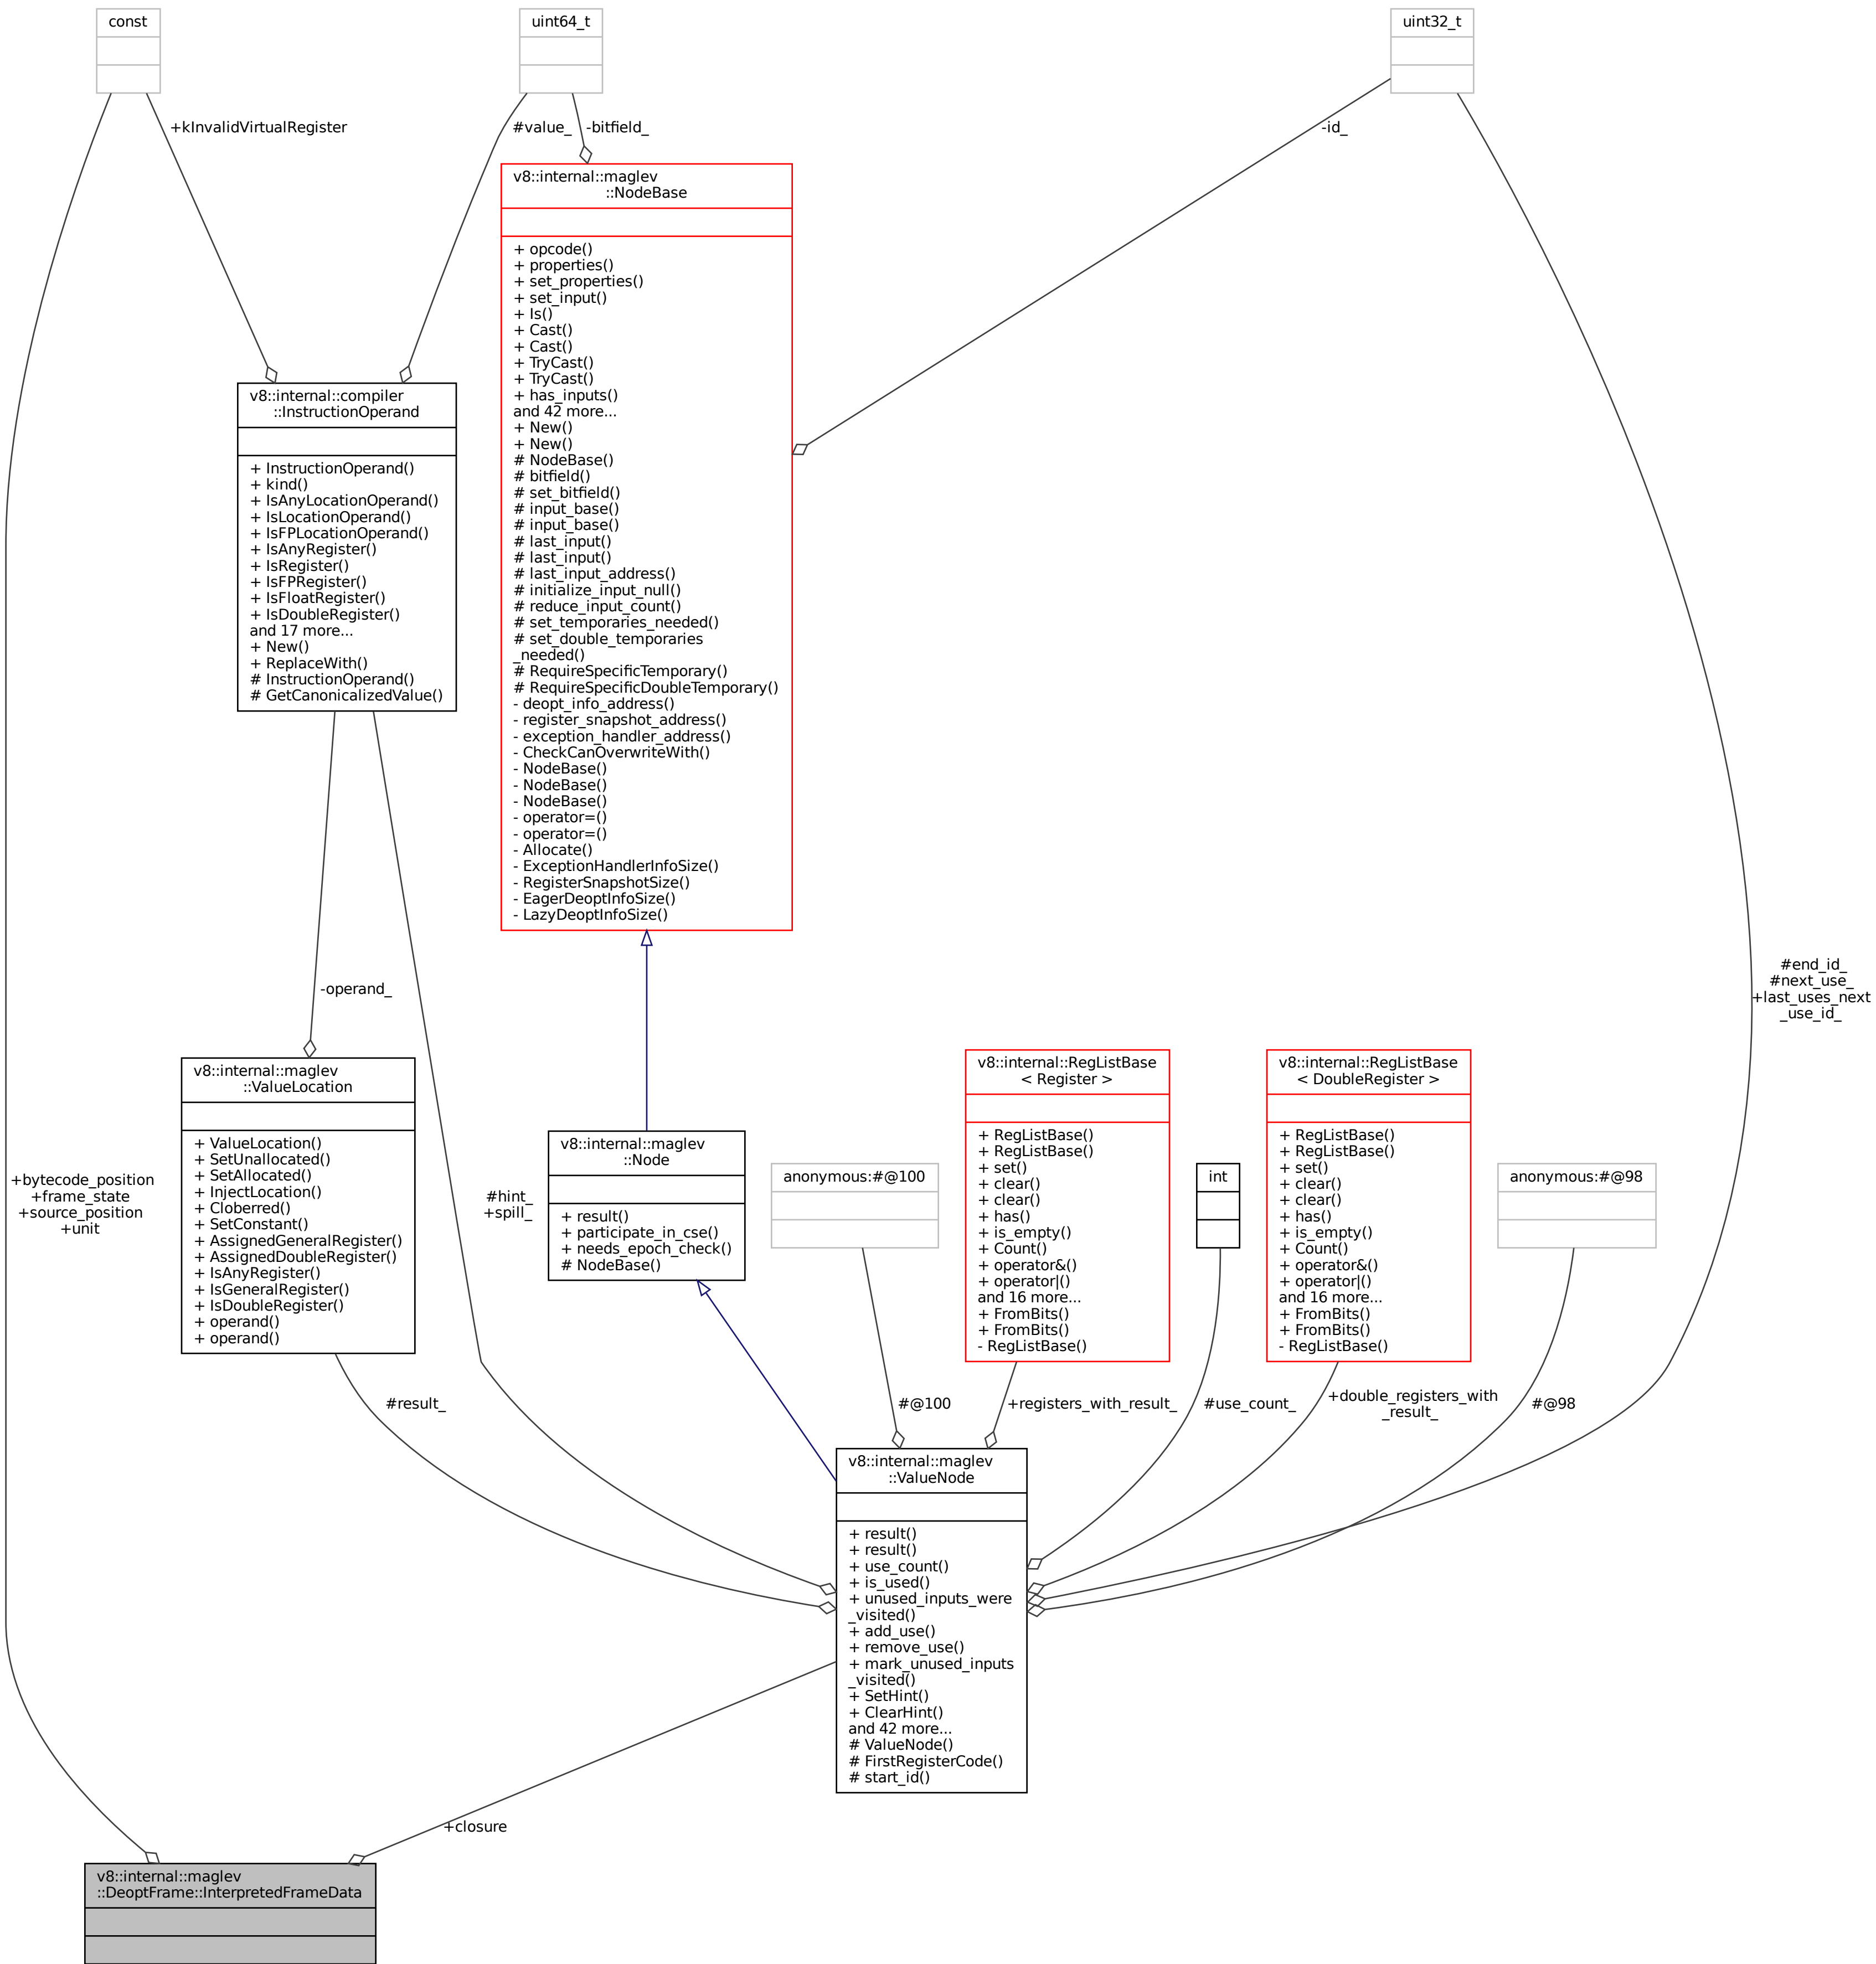 const
uint64_t
uint32_t
+kInvalidVirtualRegister
#value_
-bitfield_
-id_
v8::internal::maglev
::NodeBase
+ opcode()
+ properties()
+ set_properties()
+ set_input()
+ Is()
+ Cast()
+ Cast()
+ TryCast()
+ TryCast()
+ has_inputs()
and 42 more...
+ New()
+ New()
# NodeBase()
# bitfield()
# set_bitfield()
# input_base()
# input_base()
# last_input()
# last_input()
# last_input_address()
# initialize_input_null()
# reduce_input_count()
# set_temporaries_needed()
# set_double_temporaries
_needed()
# RequireSpecificTemporary()
# RequireSpecificDoubleTemporary()
- deopt_info_address()
- register_snapshot_address()
- exception_handler_address()
- CheckCanOverwriteWith()
- NodeBase()
- NodeBase()
- NodeBase()
- operator=()
- operator=()
- Allocate()
- ExceptionHandlerInfoSize()
- RegisterSnapshotSize()
- EagerDeoptInfoSize()
- LazyDeoptInfoSize()
v8::internal::compiler
::InstructionOperand
+ InstructionOperand()
+ kind()
+ IsAnyLocationOperand()
+ IsLocationOperand()
+ IsFPLocationOperand()
+ IsAnyRegister()
+ IsRegister()
+ IsFPRegister()
+ IsFloatRegister()
+ IsDoubleRegister()
and 17 more...
+ New()
+ ReplaceWith()
# InstructionOperand()
# GetCanonicalizedValue()
-operand_
#end_id_
#next_use_
+last_uses_next
_use_id_
v8::internal::maglev
::ValueLocation
+ ValueLocation()
+ SetUnallocated()
+ SetAllocated()
+ InjectLocation()
+ Cloberred()
+ SetConstant()
+ AssignedGeneralRegister()
+ AssignedDoubleRegister()
+ IsAnyRegister()
+ IsGeneralRegister()
+ IsDoubleRegister()
+ operand()
+ operand()
+bytecode_position
+frame_state
+source_position
+unit
#hint_
+spill_
v8::internal::maglev
::Node
+ result()
+ participate_in_cse()
+ needs_epoch_check()
# NodeBase()
anonymous:#@100
v8::internal::RegListBase
< Register >
+ RegListBase()
+ RegListBase()
+ set()
+ clear()
+ clear()
+ has()
+ is_empty()
+ Count()
+ operator&()
+ operator|()
and 16 more...
+ FromBits()
+ FromBits()
- RegListBase()
int
v8::internal::RegListBase
< DoubleRegister >
+ RegListBase()
+ RegListBase()
+ set()
+ clear()
+ clear()
+ has()
+ is_empty()
+ Count()
+ operator&()
+ operator|()
and 16 more...
+ FromBits()
+ FromBits()
- RegListBase()
anonymous:#@98
#result_
#@100
+registers_with_result_
#use_count_
+double_registers_with
_result_
#@98
v8::internal::maglev
::ValueNode
+ result()
+ result()
+ use_count()
+ is_used()
+ unused_inputs_were
_visited()
+ add_use()
+ remove_use()
+ mark_unused_inputs
_visited()
+ SetHint()
+ ClearHint()
and 42 more...
# ValueNode()
# FirstRegisterCode()
# start_id()
+closure
v8::internal::maglev
::DeoptFrame::InterpretedFrameData